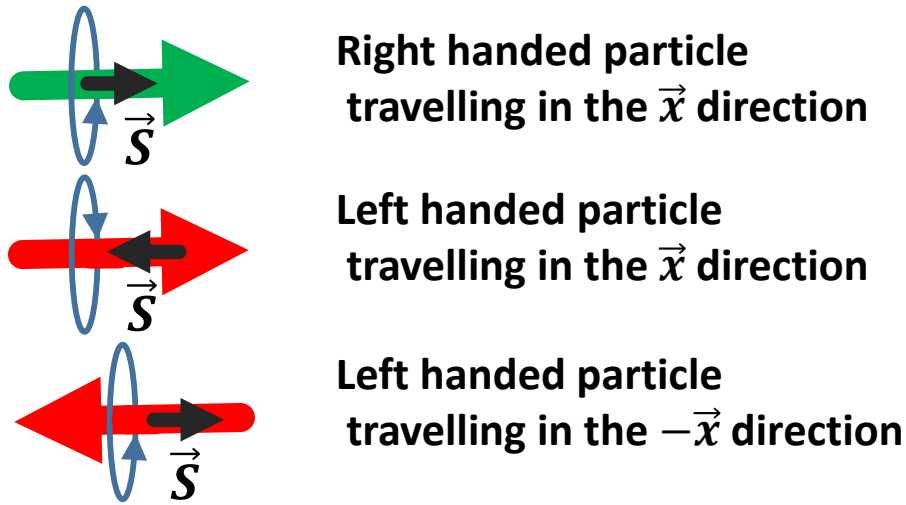 Right handed particle
travelling in the x⃗ direction
S⃗
Left handed particle
travelling in the x⃗ direction
S⃗
Left handed particle
travelling in the −x⃗ direction
S⃗